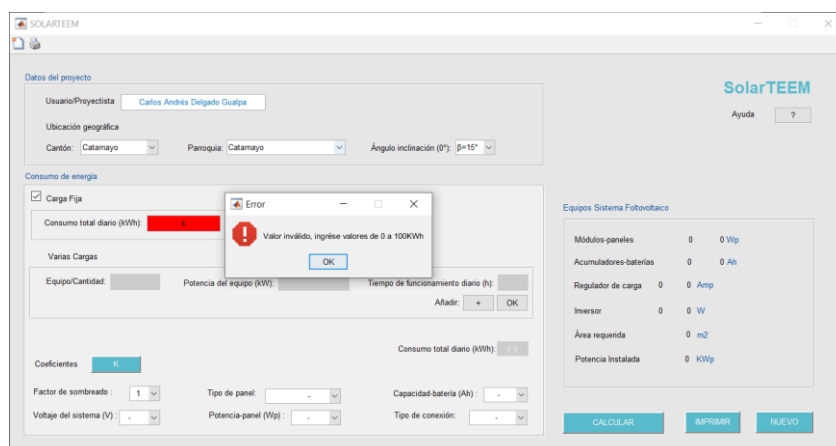 SOLARTEEM
Datos del proyecto
Usuario/Proyectista Carlos Andrés Delgado Gualpa
Ubicación geográfica
Cantón: Catamayo Parroquia: Catamayo Ángulo inclinación (0°): β=15°
SolarTEEM
Ayuda ?
Consumo de energía
Carga Fija
Consumo total diario (kWh):
Error
Valor inválido, ingrése valores de 0 a 100KWh
OK
Varias Cargas
Equipo/Cantidad: Potencia del equipo (kW): Tiempo de funcionamiento diario (h):
Añadir: + OK
Consumo total diario (kWh):
Coeficientes K
Factor de sombreado : 1 Tipo de panel: - Capacidad-batería (Ah) : -
Voltaje del sistema (V) : - Potencia-panel (Wp) : - Tipo de conexión: -
Equipos Sistema Foltovoltaico
Módulos-paneles 0 0 Wp
Acumuladores-baterías 0 0 Ah
Regulador de carga 0 0 Amp
Inversor 0 0 W
Área requerida 0 m2
Potencia Instalada 0 KWp
CALCULAR IMPRIMIR NUEVO